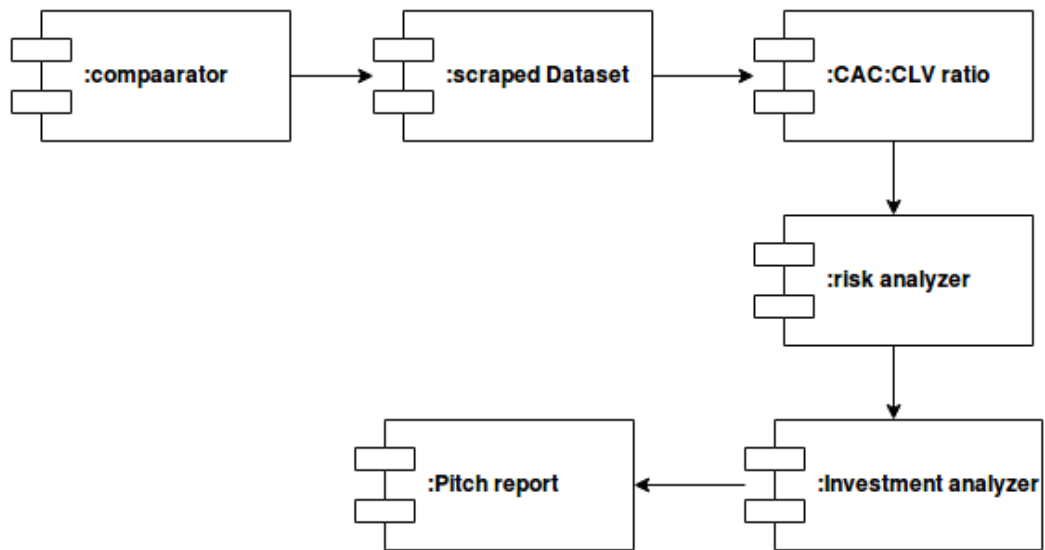 :compaarator
:scraped Dataset
:CAC:CLV ratio
:risk analyzer
:Pitch report
:Investment analyzer